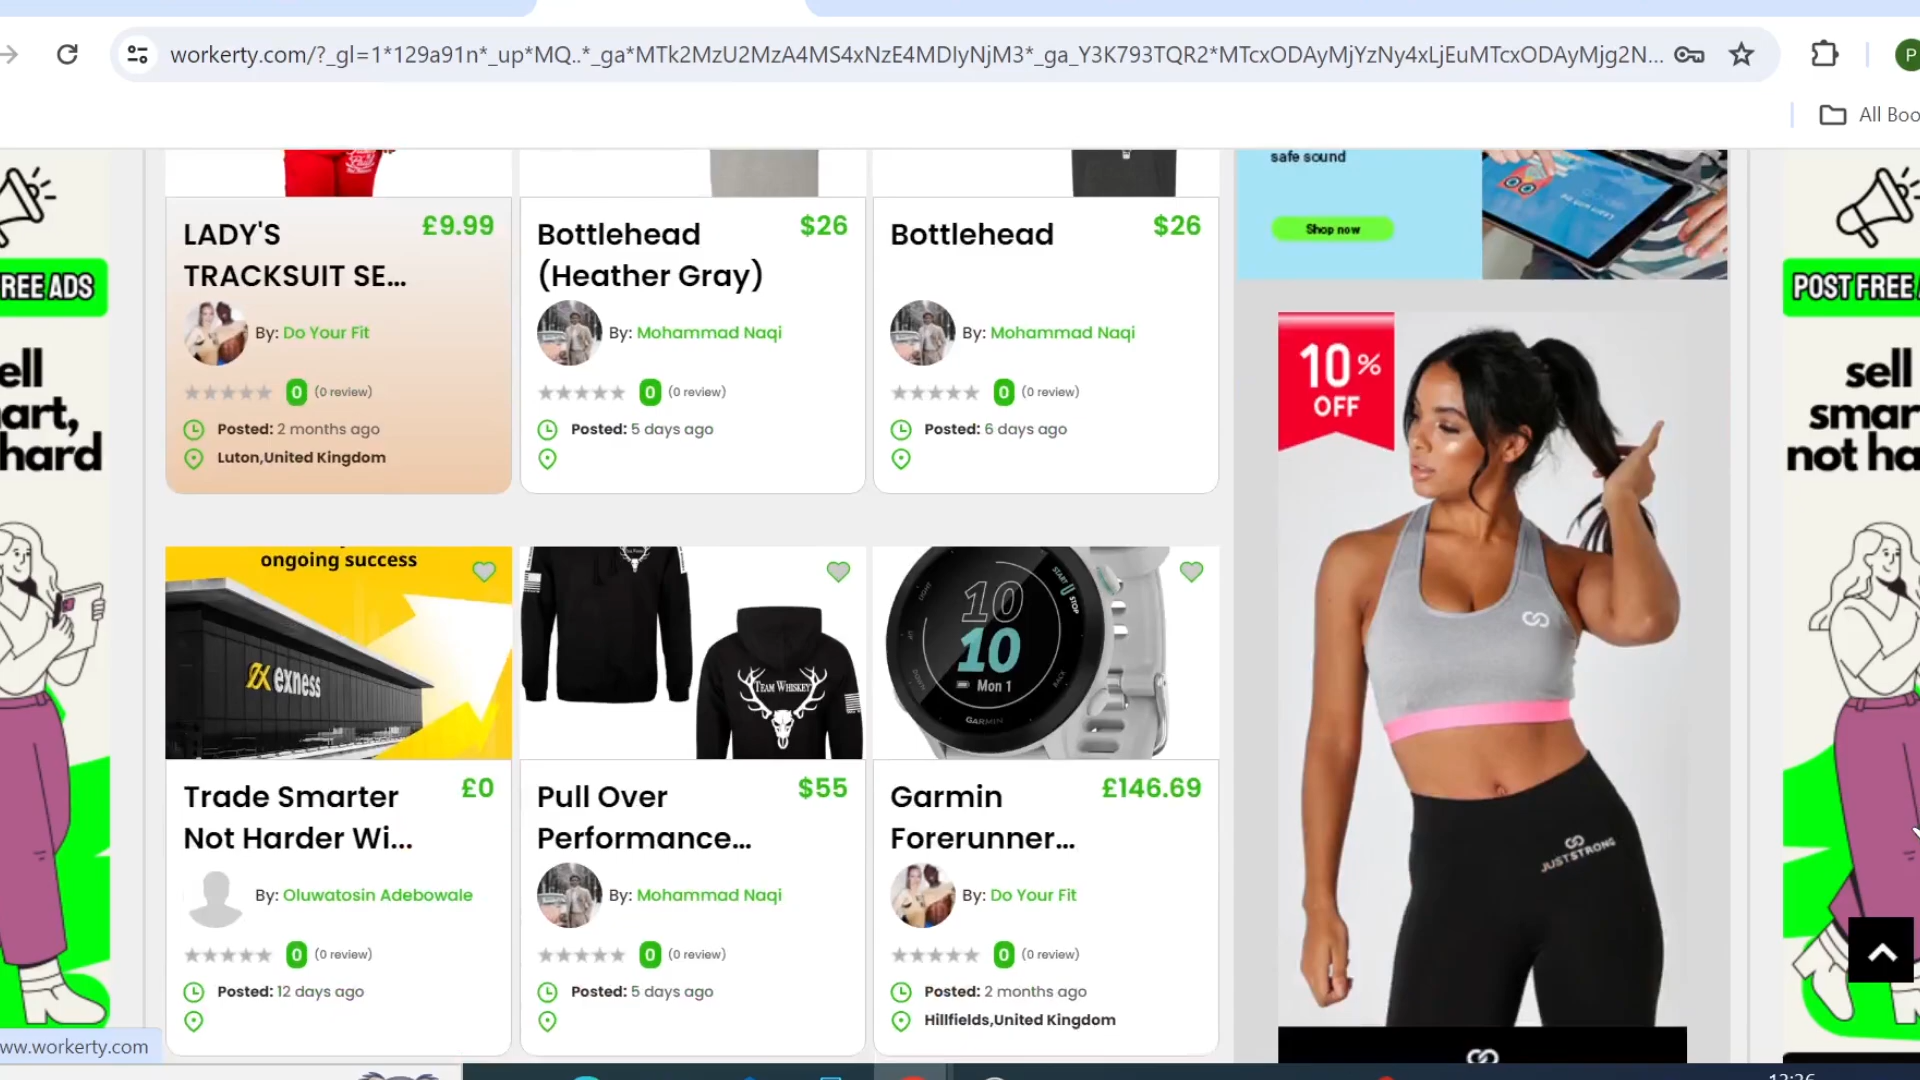 workerty.com/?_gl=1*129a91n*_up*MQ..*_ga*MTk2MzU2MzA4MS4xNzE4MDIyNjM3*_ga_Y3K793TQR2*MTcxODAyMjYzNy4xLjEuMTcxODAyMjg2N...
P
All Boo
safe sound
Shop now
REE ADS
ell
art,
hard
LADY'S
TRACKSUIT SE...
£9.99
By: Do Your Fit
0 (0 review)
Posted: 2 months ago
Luton,United Kingdom
Bottlehead
(Heather Gray)
$26
By: Mohammad Naqi
0 (0 review)
Posted: 5 days ago
Bottlehead
$26
By: Mohammad Naqi
0 (0 review)
Posted: 6 days ago
10%
OFF
JUSTSTRONG
POST FREE
sell
smar
not ha
ongoing success
exness
Trade Smarter
Not Harder Wi...
£0
By: Oluwatosin Adebowale
0 (0 review)
Posted: 12 days ago
TEAM WHISKEY
Pull Over
Performance...
$55
By: Mohammad Naqi
0 (0 review)
Posted: 5 days ago
LIGHT
START
STOP
10
10
Mon 1
DOWN
BACK
GARMIN
Garmin
Forerunner...
£146.69
By: Do Your Fit
0 (0 review)
Posted: 2 months ago
Hillfields,United Kingdom
ww.workerty.com